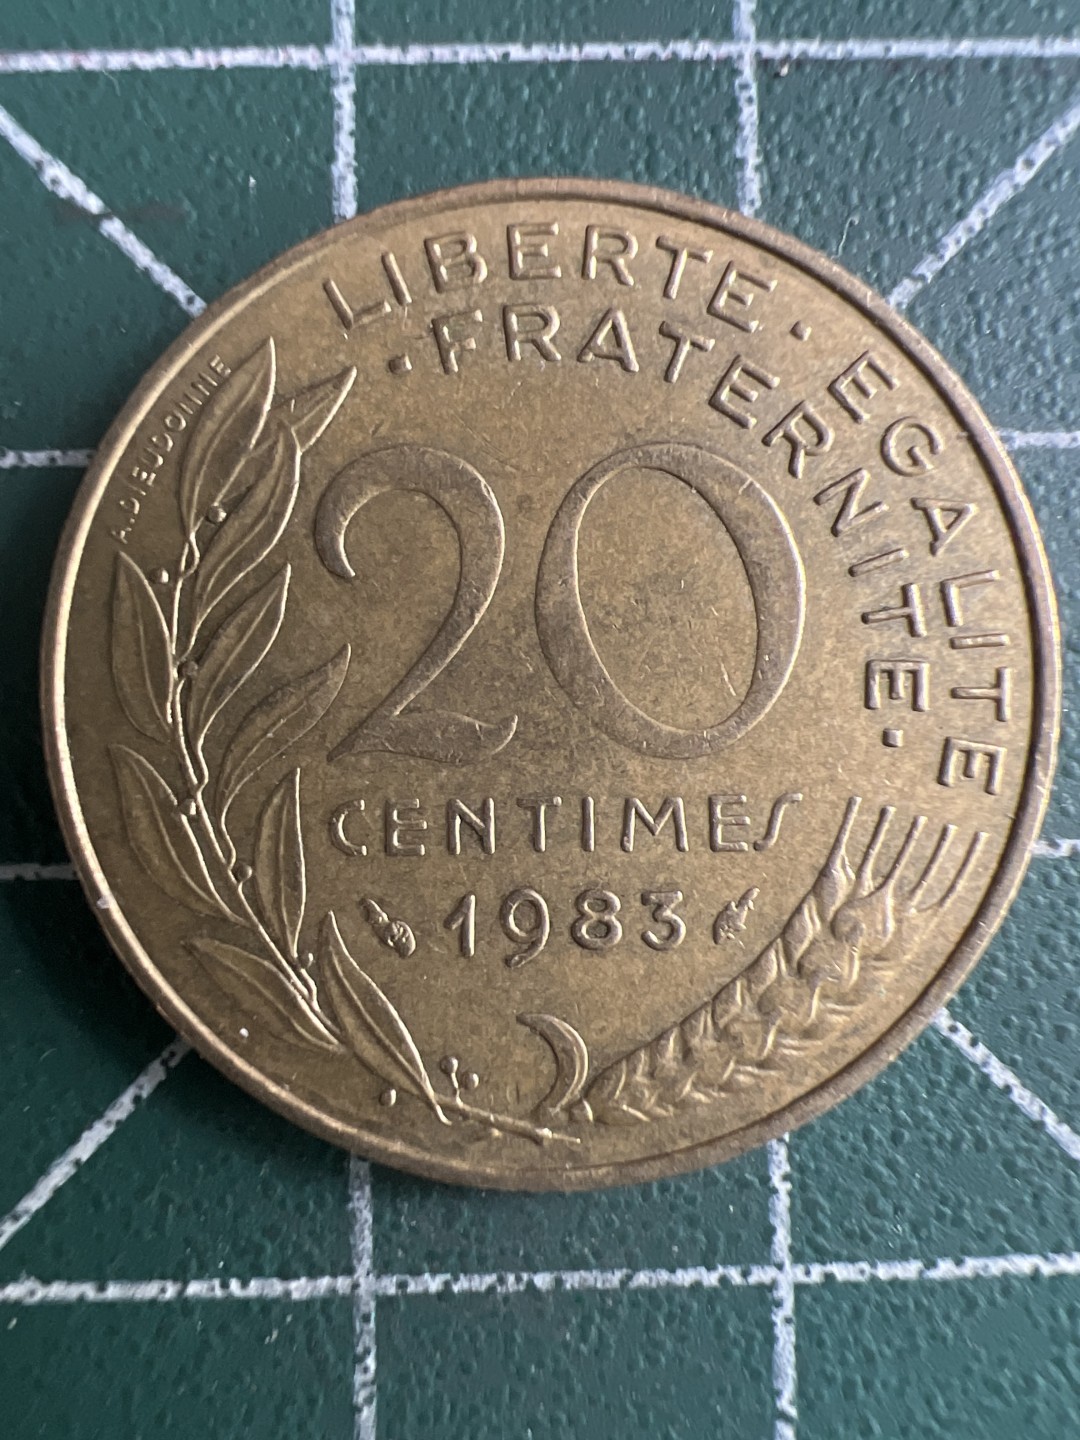 LIBERTE · EGALITE
· FRATERNITE ·
A.DIEUDONNE
20
CENTIMES
1983